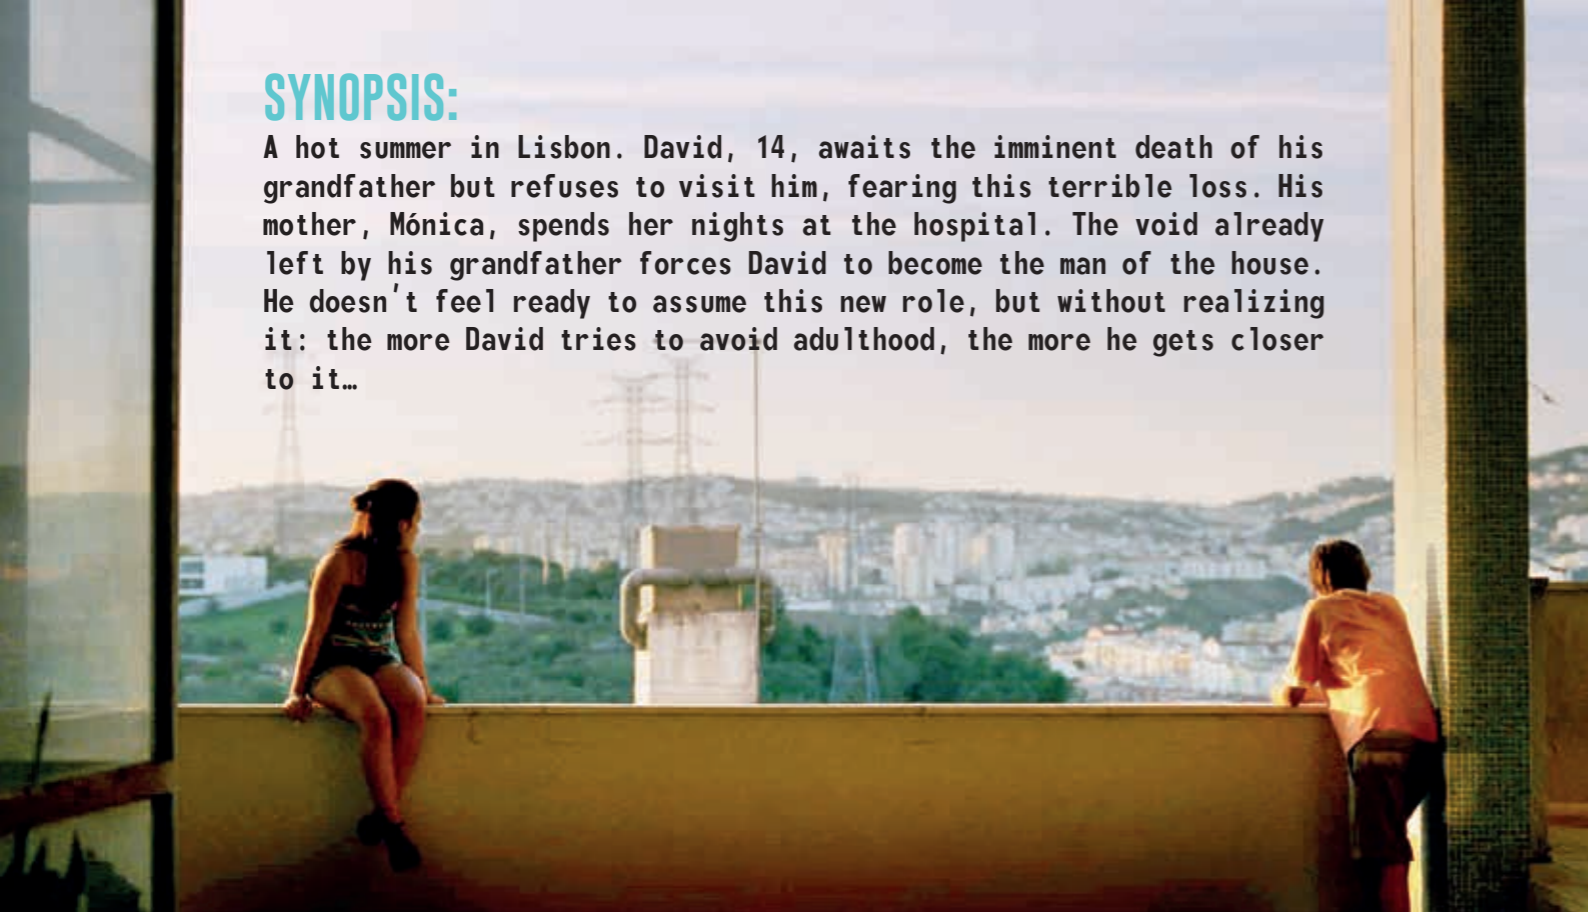 SYNOPSIS:
A hot summer in Lisbon. David, 14, awaits the imminent death of his
grandfather but refuses to visit him, fearing this terrible loss. His
mother, Mónica, spends her nights at the hospital. The void already
left by his grandfather forces David to become the man of the house.
He doesn't feel ready to assume this new role, but without realizing
it: the more David tries to avoid adulthood, the more he gets closer
to it…